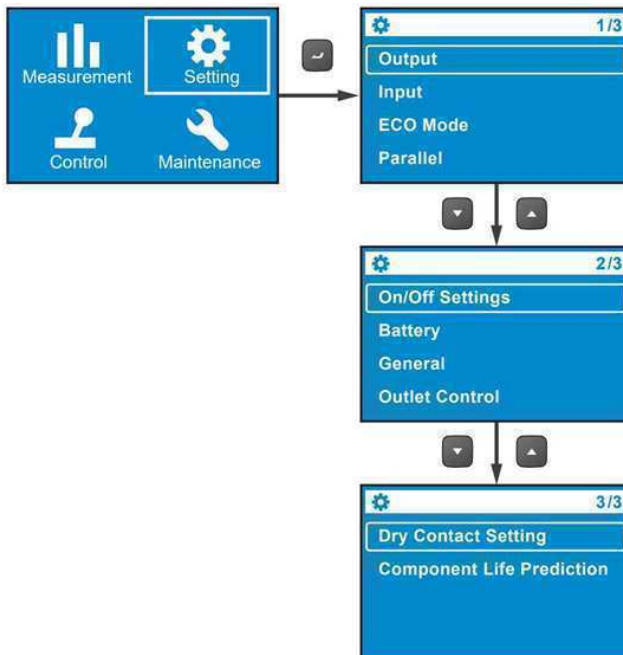 Measurement
Setting
Control
Maintenance
1/3
Output
Input
ECO Mode
Parallel
2/3
On/Off Settings
Battery
General
Outlet Control
3/3
Dry Contact Setting
Component Life Prediction